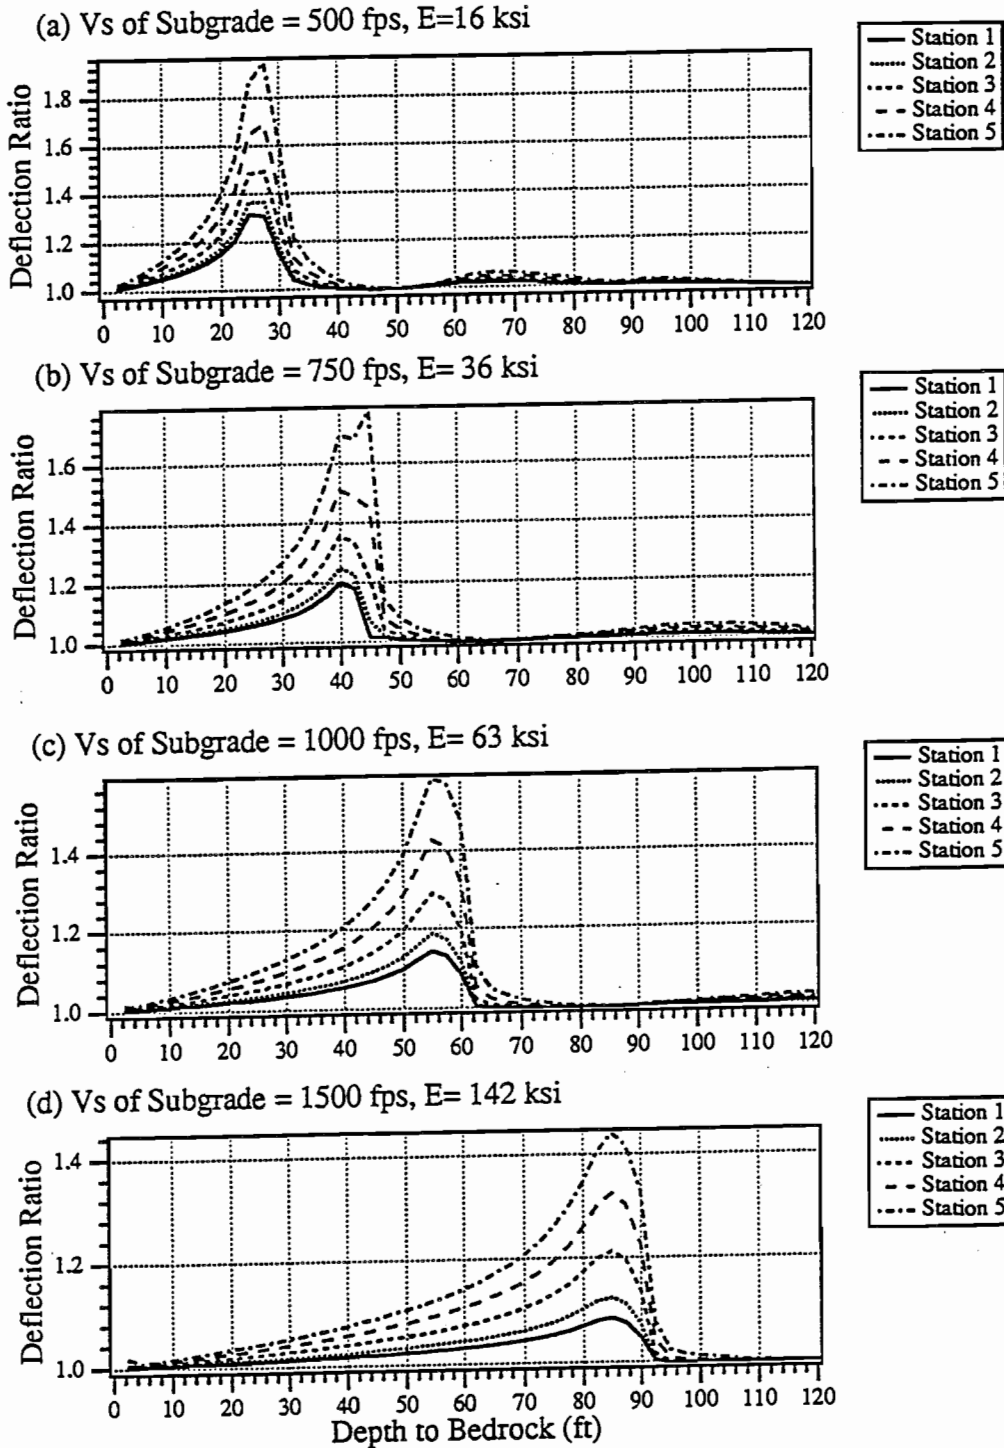 (a) Vs of Subgrade = 500 fps, E=16 ksi
Station 1
Station 2
Station 3
Station 4
Station 5
Deflection Ratio
1.8
1.6
1.4
1.2
1.0
0 10 20 30 40 50 60 70 80 90 100 110 120
(b) Vs of Subgrade = 750 fps, E= 36 ksi
Station 1
Station 2
Station 3
Station 4
Station 5
Deflection Ratio
1.6
1.4
1.2
1.0
0 10 20 30 40 50 60 70 80 90 100 110 120
(c) Vs of Subgrade = 1000 fps, E= 63 ksi
Station 1
Station 2
Station 3
Station 4
Station 5
Deflection Ratio
1.4
1.2
1.0
0 10 20 30 40 50 60 70 80 90 100 110 120
(d) Vs of Subgrade = 1500 fps, E= 142 ksi
Station 1
Station 2
Station 3
Station 4
Station 5
Deflection Ratio
1.4
1.2
1.0
0 10 20 30 40 50 60 70 80 90 100 110 120
Depth to Bedrock (ft)